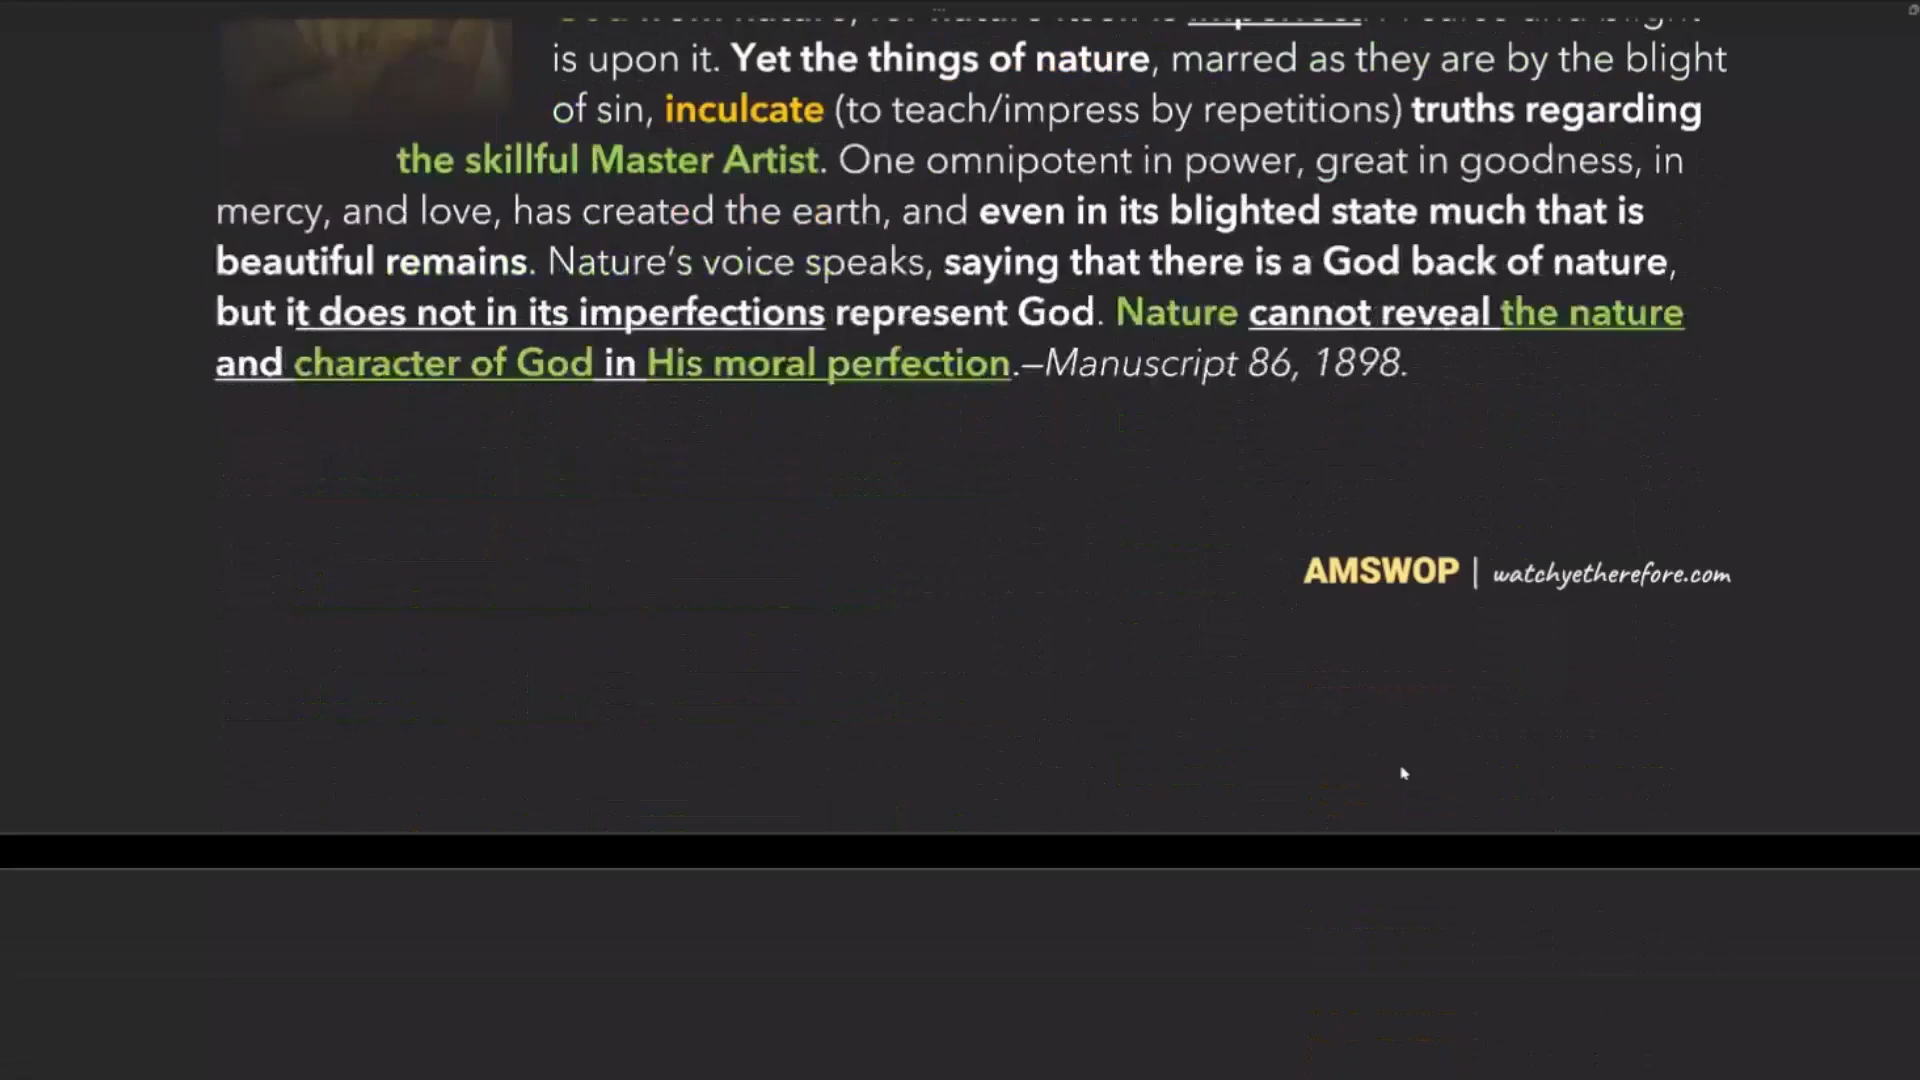 is upon it. Yet the things of nature, marred as they are by the blight
of sin, inculcate (to teach/impress by repetitions) truths regarding
the skillful Master Artist. One omnipotent in power, great in goodness, in
mercy, and love, has created the earth, and even in its blighted state much that is
beautiful remains. Nature’s voice speaks, saying that there is a God back of nature,
but it does not in its imperfections represent God. Nature cannot reveal the nature
and character of God in His moral perfection.—Manuscript 86, 1898.
AMSWOP | watchyetherefore.com